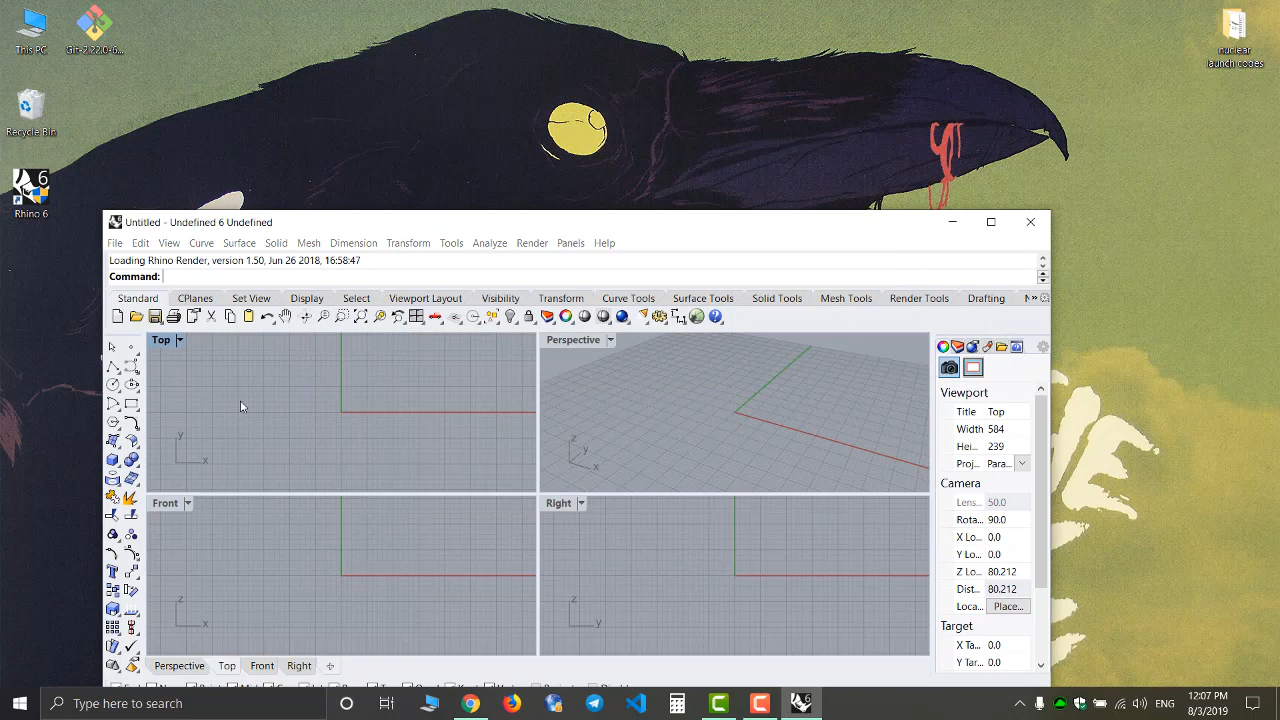 This PC
Git-2.22.0-6...
nuclear
launch codes
Recycle Bin
6
Rhino 6
Untitled - Undefined 6 Undefined
File Edit View Curve Surface Solid Mesh Dimension Transform Tools Analyze Render Panels Help
Loading Rhino Render, version 1.50, Jun 26 2018, 16:58:47
Command:
Standard CPlanes Set View Display Select Viewport Layout Visibility Transform Curve Tools Surface Tools Solid Tools Mesh Tools Render Tools Drafting
Top
Perspective
y
x
z
y
x
Front
Right
z
x
z
y
Viewport
Title Top
Width 584
Hei... 239
Proj... Para...
Camera
Lens... 50.0
Rota... 90.0
X Lo... 0.0
Y Lo... 0.0
Z Lo... 80.212
Dist... 80.212
Loca... Place...
Target
X Ta... 0.0
Y Tar... 0.0
Perspective Top Front Right
Type here to search
ENG
12:07 PM
8/3/2019